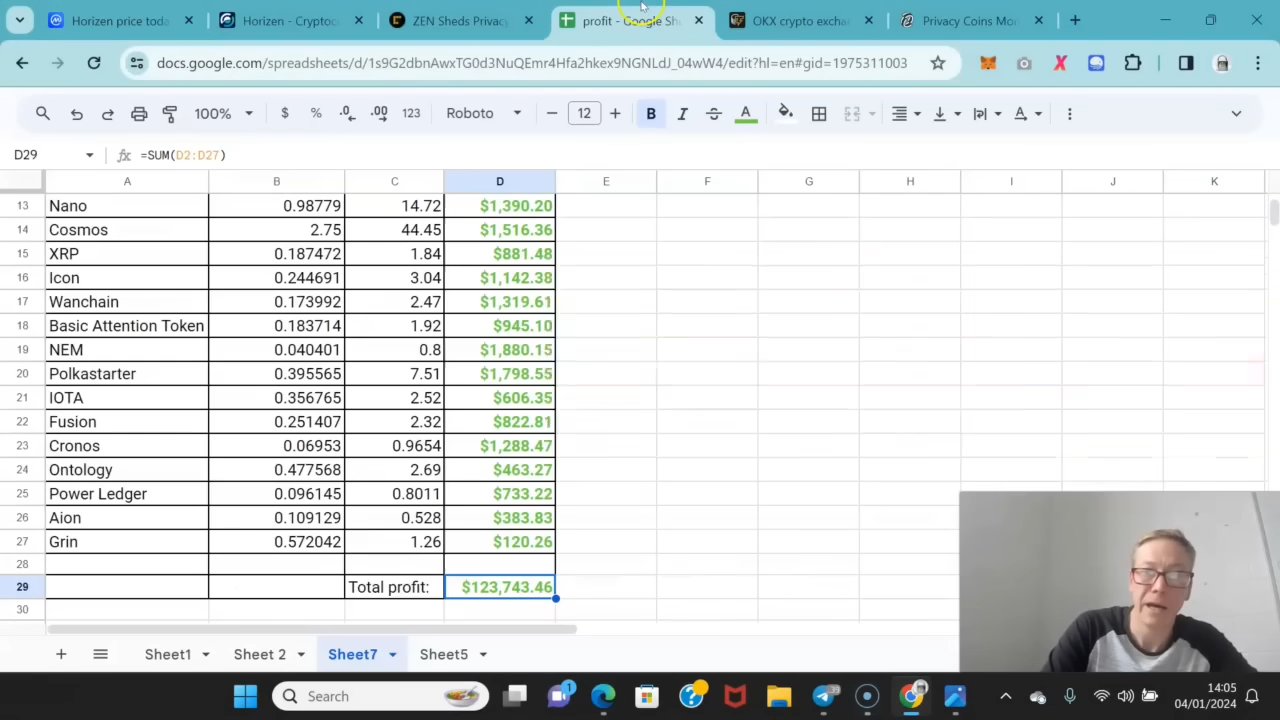 Horizen price toda
Horizen - Cryptoc
ZEN Sheds Privac
profit - Google She
OKX crypto excha
Privacy Coins Mo
docs.google.com/spreadsheets/d/1s9G2dbnAwxTG0d3NuQEmr4Hfa2hkex9NGNLdJ_04wW4/edit?hl=en#gid=1975311003
100%
$ % .0 .00 123
Roboto
12
B I A
D29 fx =SUM(D2:D27)
A B C D E F G H I J K
13 Nano 0.98779 14.72 $1,390.20
14 Cosmos 2.75 44.45 $1,516.36
15 XRP 0.187472 1.84 $881.48
16 Icon 0.244691 3.04 $1,142.38
17 Wanchain 0.173992 2.47 $1,319.61
18 Basic Attention Token 0.183714 1.92 $945.10
19 NEM 0.040401 0.8 $1,880.15
20 Polkastarter 0.395565 7.51 $1,798.55
21 IOTA 0.356765 2.52 $606.35
22 Fusion 0.251407 2.32 $822.81
23 Cronos 0.06953 0.9654 $1,288.47
24 Ontology 0.477568 2.69 $463.27
25 Power Ledger 0.096145 0.8011 $733.22
26 Aion 0.109129 0.528 $383.83
27 Grin 0.572042 1.26 $120.26
28
29 Total profit: $123,743.46
30
Sheet1
Sheet 2
Sheet7
Sheet5
Search
14:05
04/01/2024